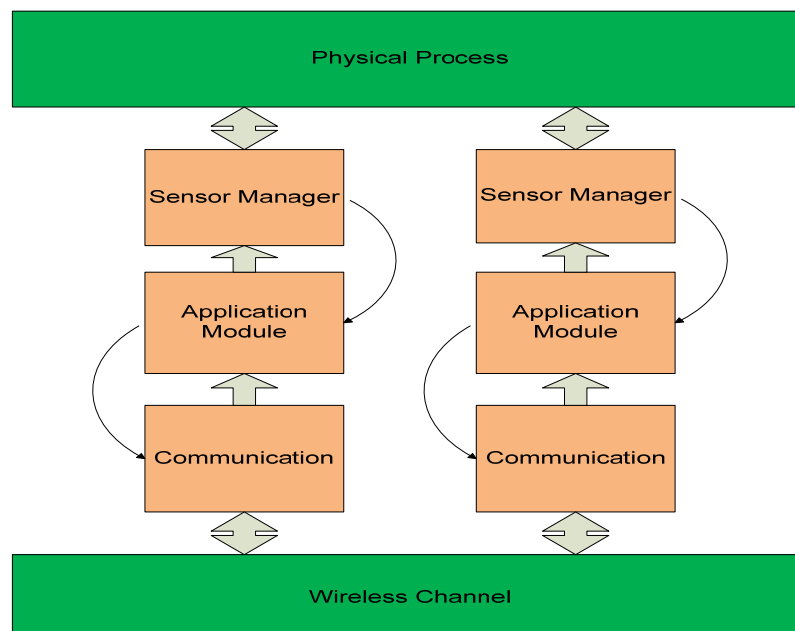 Physical Process
Sensor Manager
Sensor Manager
Application
Module
Application
Module
Communication
Communication
Wireless Channel